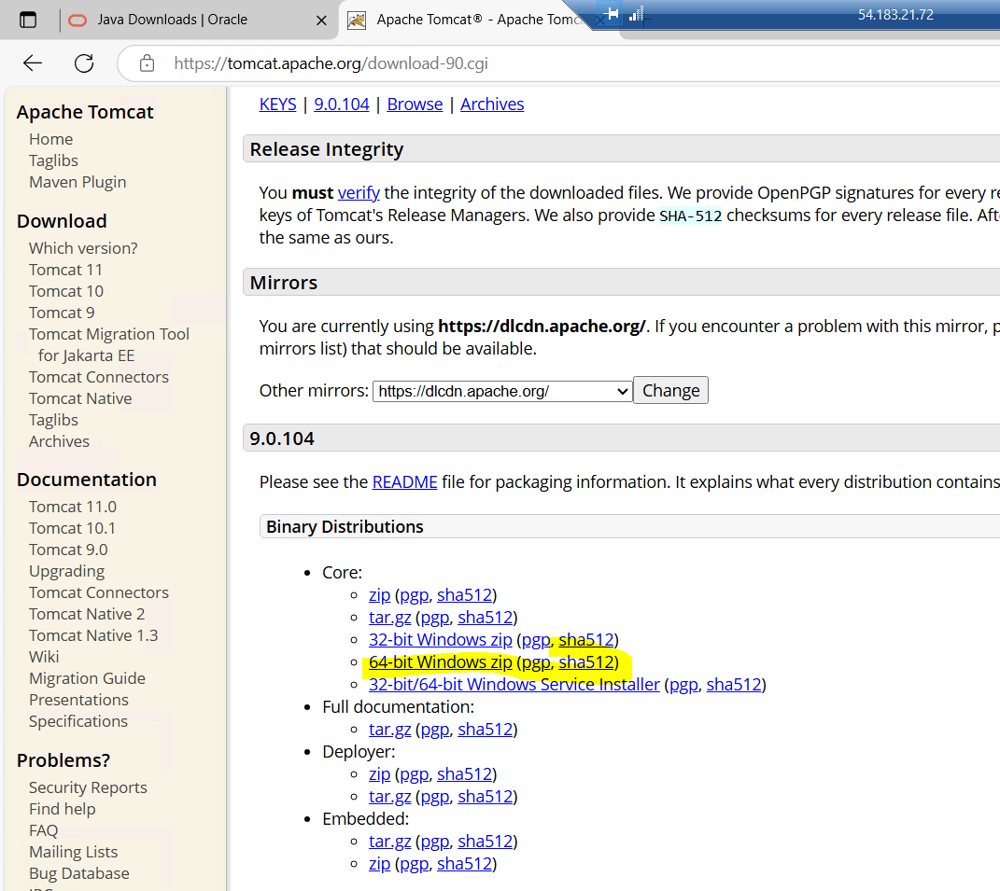 Java Downloads | Oracle
Apache Tomcat® - Apache Tomc
54.183.21.72
https://tomcat.apache.org/download-90.cgi
Apache Tomcat
Home
Taglibs
Maven Plugin
Download
Which version?
Tomcat 11
Tomcat 10
Tomcat 9
Tomcat Migration Tool
for Jakarta EE
Tomcat Connectors
Tomcat Native
Taglibs
Archives
Documentation
Tomcat 11.0
Tomcat 10.1
Tomcat 9.0
Upgrading
Tomcat Connectors
Tomcat Native 2
Tomcat Native 1.3
Wiki
Migration Guide
Presentations
Specifications
Problems?
Security Reports
Find help
FAQ
Mailing Lists
Bug Database
KEYS | 9.0.104 | Browse | Archives
Release Integrity
You must verify the integrity of the downloaded files. We provide OpenPGP signatures for every re
keys of Tomcat's Release Managers. We also provide SHA-512 checksums for every release file. Aft
the same as ours.
Mirrors
You are currently using https://dlcdn.apache.org/. If you encounter a problem with this mirror, p
mirrors list) that should be available.
Other mirrors: https://dlcdn.apache.org/ Change
9.0.104
Please see the README file for packaging information. It explains what every distribution contains
Binary Distributions
• Core:
◦ zip (pgp, sha512)
◦ tar.gz (pgp, sha512)
◦ 32-bit Windows zip (pgp, sha512)
◦ 64-bit Windows zip (pgp, sha512)
◦ 32-bit/64-bit Windows Service Installer (pgp, sha512)
• Full documentation:
◦ tar.gz (pgp, sha512)
• Deployer:
◦ zip (pgp, sha512)
◦ tar.gz (pgp, sha512)
• Embedded:
◦ tar.gz (pgp, sha512)
◦ zip (pgp, sha512)